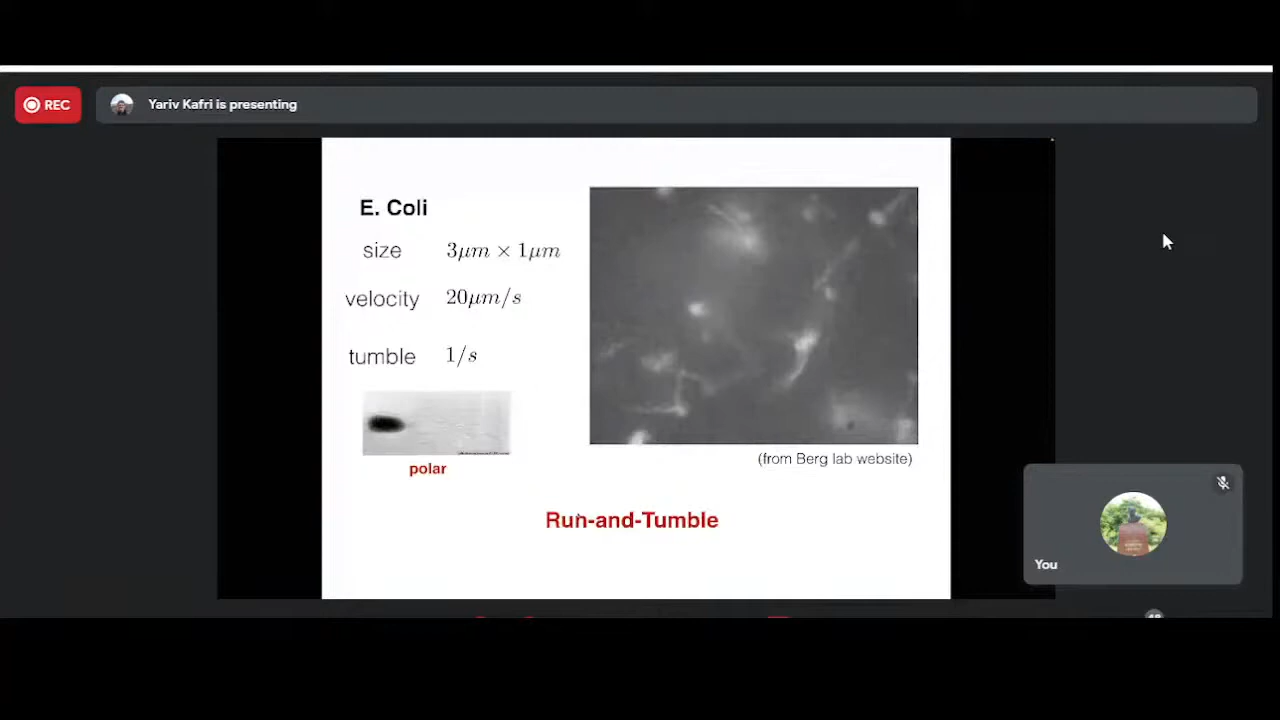 REC
Yariv Kafri is presenting
E. Coli
size 3μm × 1μm
velocity 20μm/s
tumble 1/s
polar
(from Berg lab website)
Run-and-Tumble
You